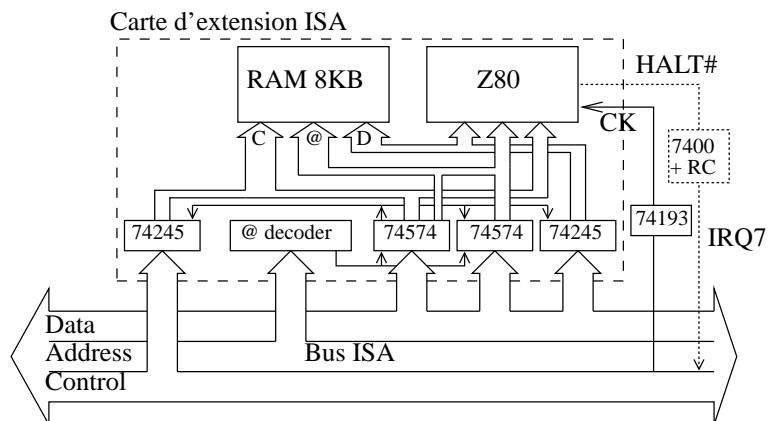 Carte d'extension ISA
RAM 8KB
Z80
HALT#
C
@
D
CK
7400
+ RC
74245
@ decoder
74574
74574
74245
74193
IRQ7
Data
Address
Bus ISA
Control